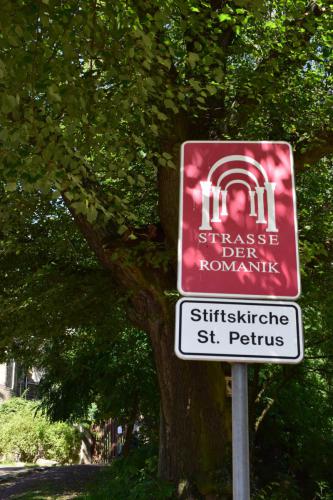 STRASSE
DER
ROMANIK
Stiftskirche
St. Petrus